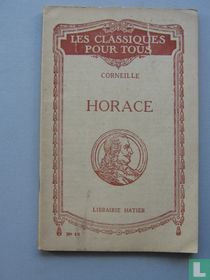 LES CLASSIQUES
POUR TOUS
CORNEILLE
HORACE
LIBRAIRIE HATIER